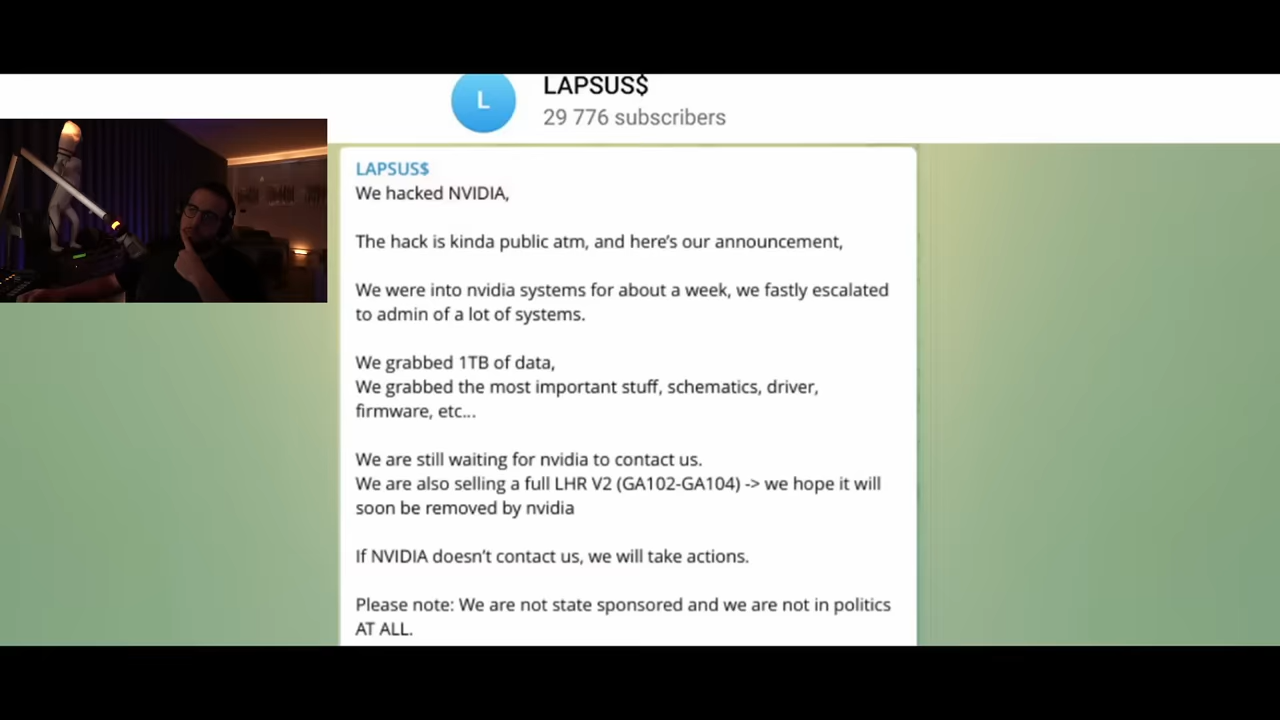 L
LAPSUS$
29 776 subscribers
LAPSUS$
We hacked NVIDIA,
The hack is kinda public atm, and here's our announcement,
We were into nvidia systems for about a week, we fastly escalated
to admin of a lot of systems.
We grabbed 1TB of data,
We grabbed the most important stuff, schematics, driver,
firmware, etc...
We are still waiting for nvidia to contact us.
We are also selling a full LHR V2 (GA102-GA104) -> we hope it will
soon be removed by nvidia
If NVIDIA doesn't contact us, we will take actions.
Please note: We are not state sponsored and we are not in politics
AT ALL.